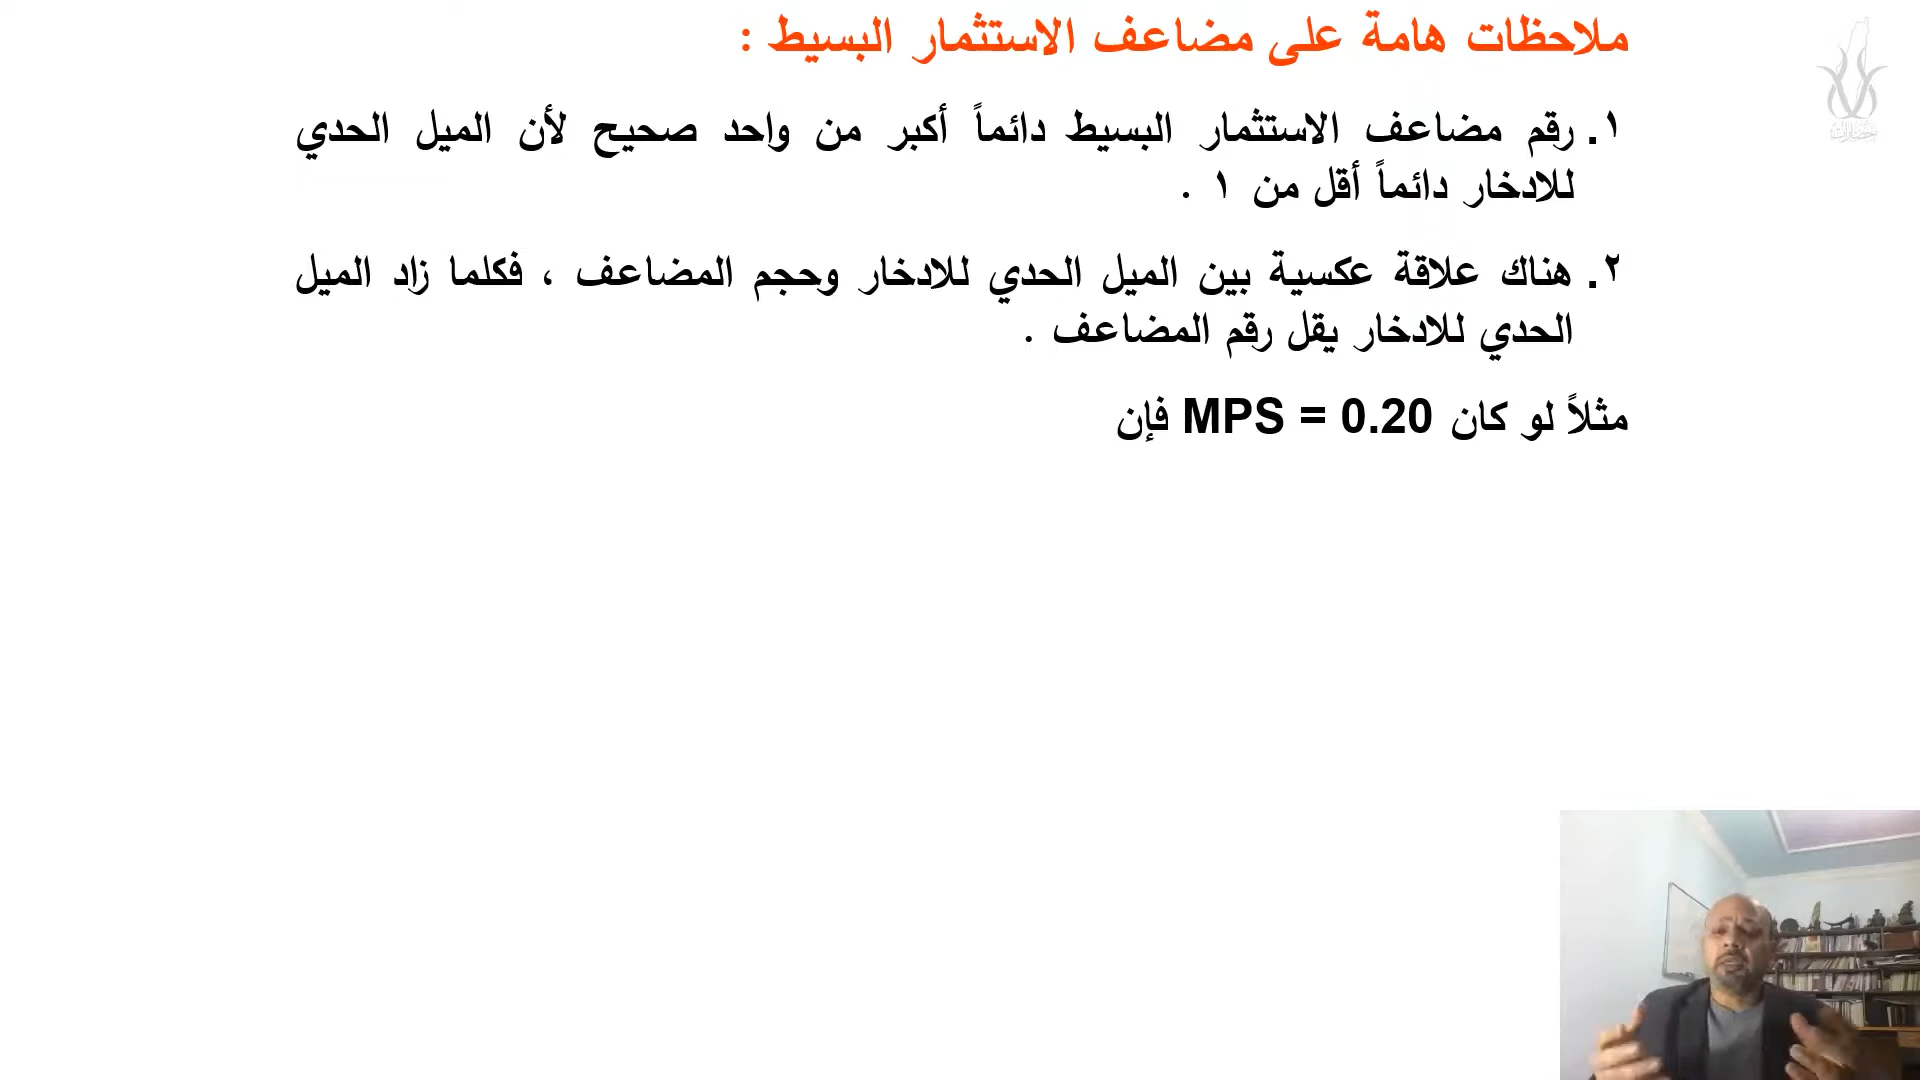 ملاحظات هامة على مضاعف الاستثمار البسيط :
١. رقم مضاعف الاستثمار البسيط دائماً أكبر من واحد صحيح لأن الميل الحدي
للادخار دائماً أقل من ١ .
٢. هناك علاقة عكسية بين الميل الحدي للادخار وحجم المضاعف ، فكلما زاد الميل
الحدي للادخار يقل رقم المضاعف .
مثلاً لو كان MPS = 0.20 فإن